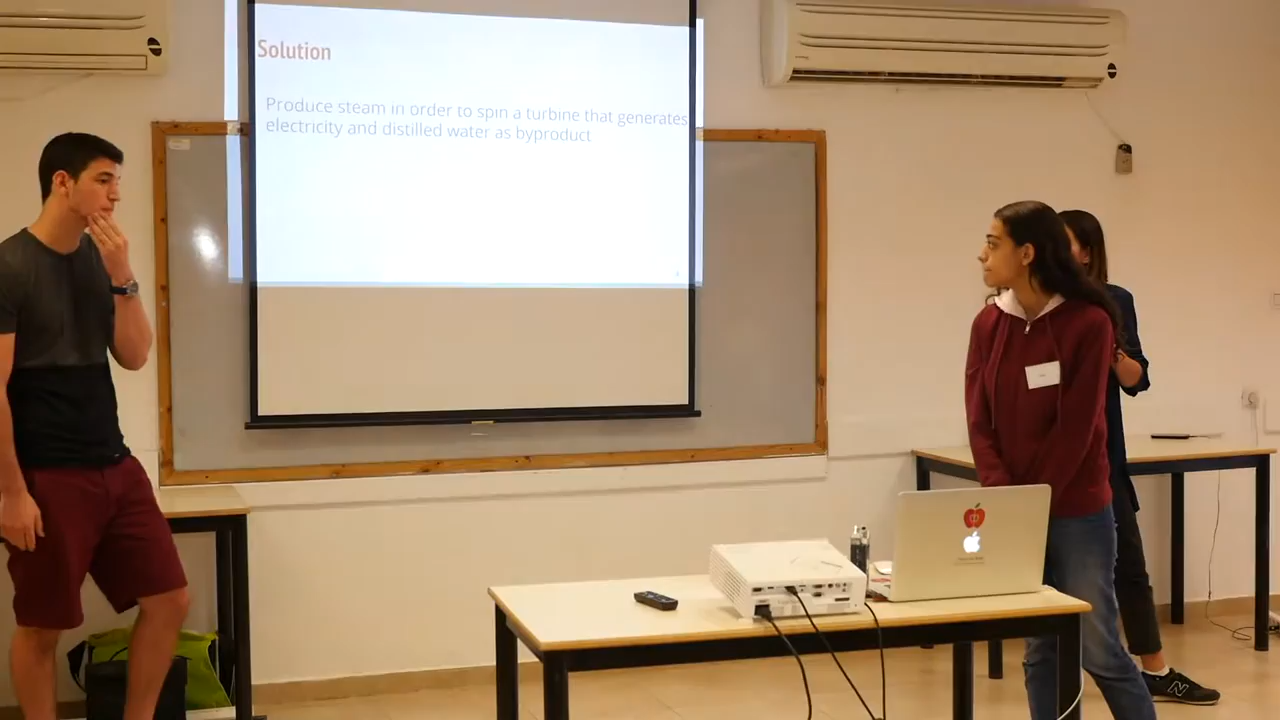 Solution
Produce steam in order to spin a turbine that generates
electricity and distilled water as byproduct
N